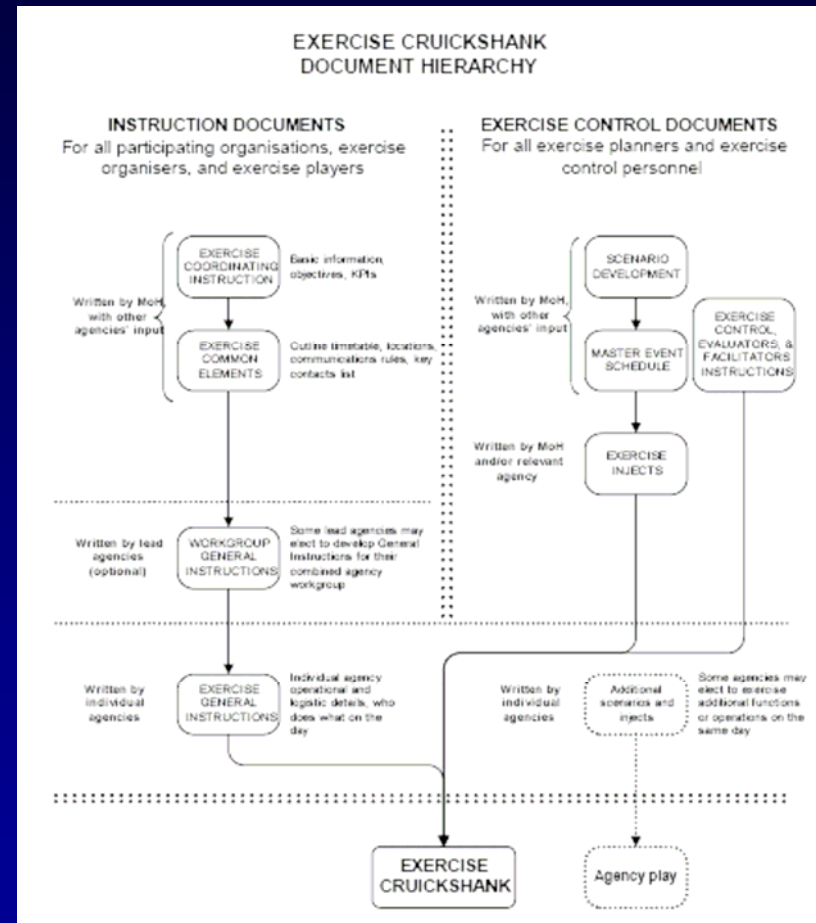 EXERCISE CRUICKSHANK
DOCUMENT HIERARCHY
INSTRUCTION DOCUMENTS
For all participating organisations, exercise
organisers, and exercise players
EXERCISE
COORDINATING
INSTRUCTION
Basic information,
objectives, KPIs
Written by MoH,
with other
agencies' input
EXERCISE
COMMON
ELEMENTS
Outline timetable, locations,
communications rules, key
contacts list
Written by lead
agencies
(optional)
WORKGROUP
GENERAL
INSTRUCTIONS
Some lead agencies may
elect to develop General
Instructions for their
combined agency
workgroup
Written by
individual
agencies
EXERCISE
GENERAL
INSTRUCTIONS
Individual agency
operational and
logistic details, who
does what on the
day
EXERCISE CONTROL DOCUMENTS
For all exercise planners and exercise
control personnel
SCENARIO
DEVELOPMENT
Written by MoH,
with other
agencies' input
MASTER EVENT
SCHEDULE
EXERCISE
CONTROL,
EVALUATORS, &
FACILITATORS
INSTRUCTIONS
Written by MoH
and/or relevant
agency
EXERCISE
INJECTS
Written by
individual
agencies
Additional
scenarios and
injects
Some agencies may
elect to exercise
additional functions
or operations on the
same day
EXERCISE
CRUICKSHANK
Agency play